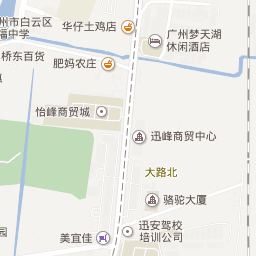 华仔土鸡店
州市白云区
福中学
广州梦天湖
休闲酒店
桥东百货
肥妈农庄
怡峰商贸城
迅峰商贸中心
大路北
骆驼大厦
迅安驾校
培训公司
园
美宜佳